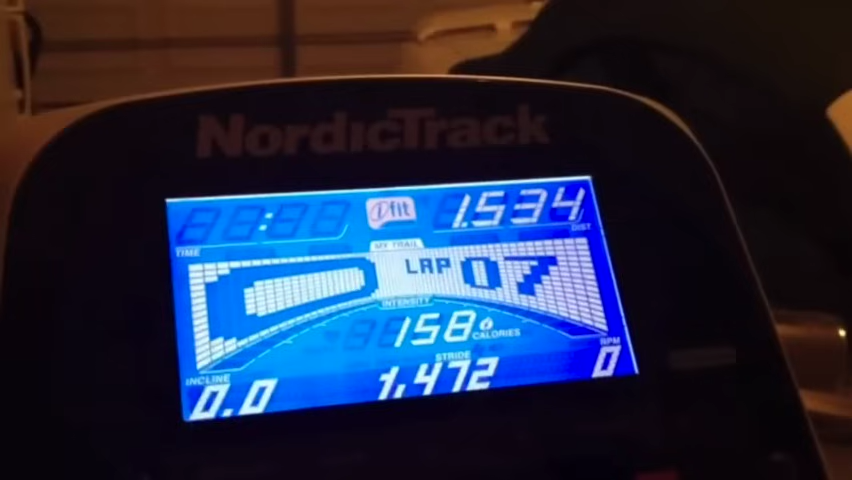 NordicTrack
ifit 1.534
TIME DIST
MY TRAIL
LAP 07
INTENSITY
158 CALORIES
INCLINE STRIDE RPM
0.0 1,472 0